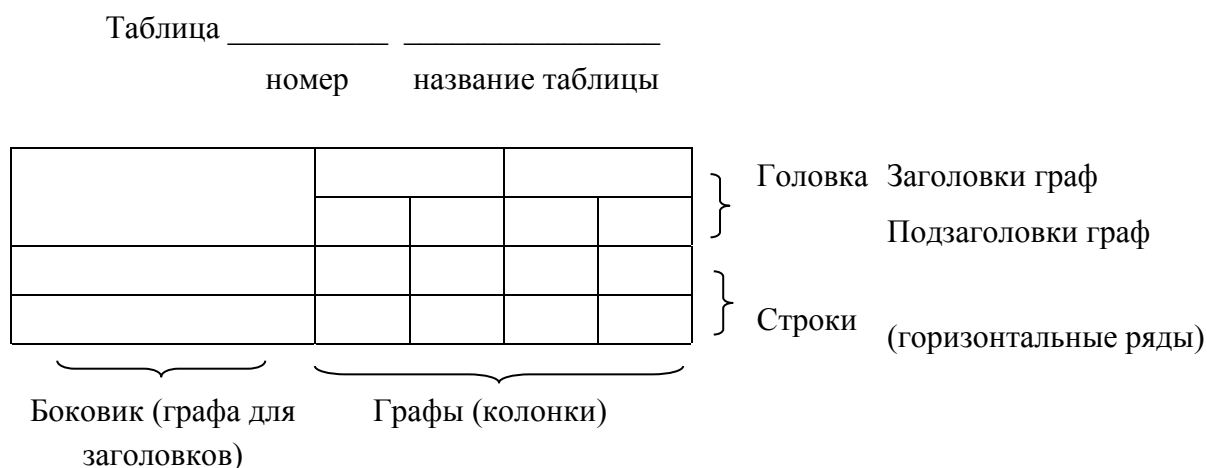 Таблица __________ ________________
номер название таблицы
Головка Заголовки граф
Подзаголовки граф
Строки (горизонтальные ряды)
Боковик (графа для заголовков)
Графы (колонки)